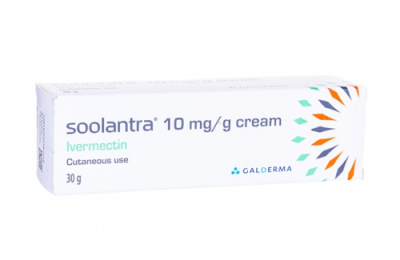 soolantra® 10 mg/g cream
Ivermectin
Cutaneous use
30 g
GALDERMA